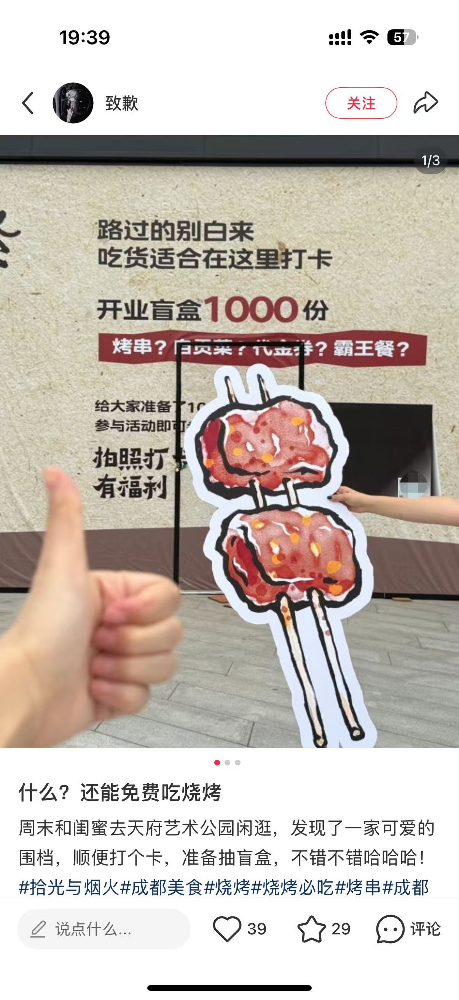 19:39
57
致歉
关注
1/3
路过的别白来
吃货适合在这里打卡
开业盲盒1000份
烤串？自贡菜？代金券？霸王餐？
给大家准备了10
参与活动即可
拍照打卡
有福利
什么？还能免费吃烧烤
周末和闺蜜去天府艺术公园闲逛，发现了一家可爱的
围档，顺便打个卡，准备抽盲盒，不错不错哈哈哈！
#拾光与烟火#成都美食#烧烤#烧烤必吃#烤串#成都
说点什么...
39
29
评论